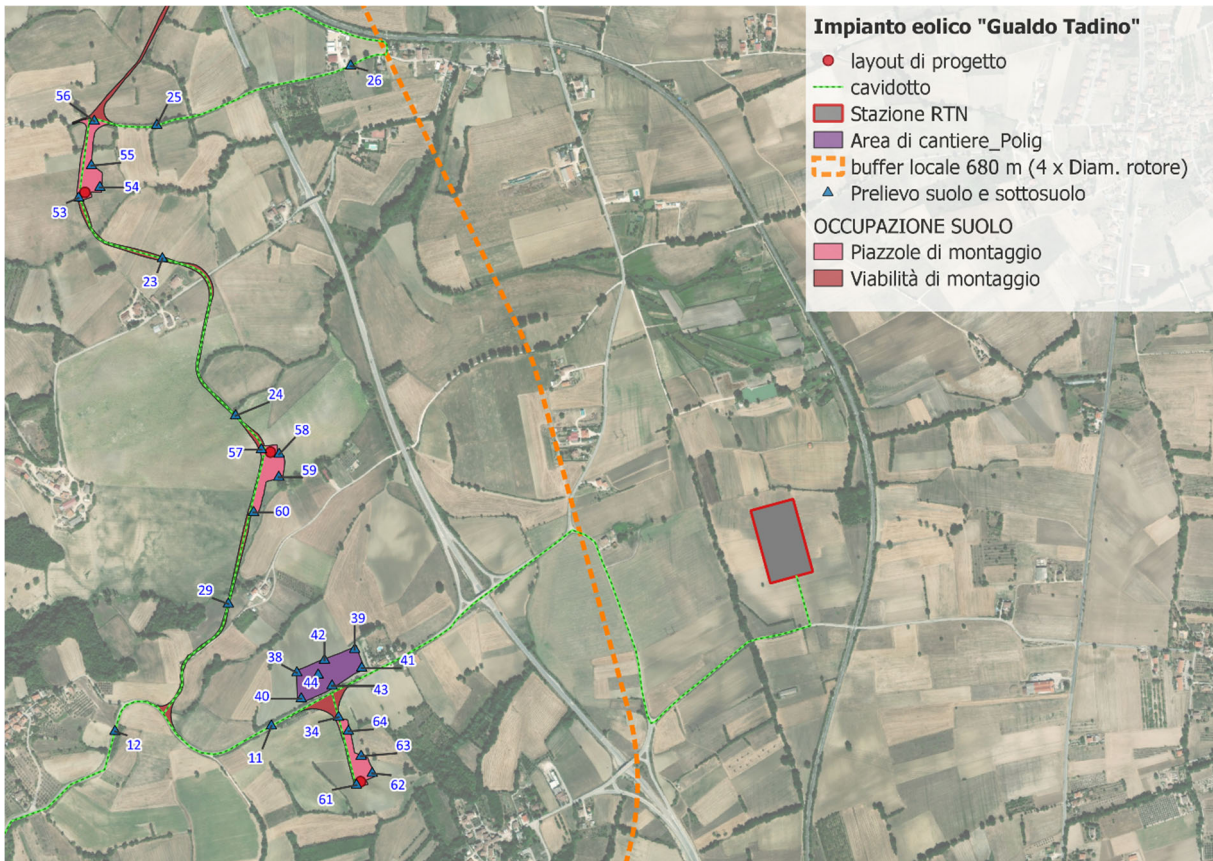 Impianto eolico "Gualdo Tadino"
layout di progetto
cavidotto
Stazione RTN
Area di cantiere_Polig
buffer locale 680 m (4 x Diam. rotore)
Prelievo suolo e sottosuolo
OCCUPAZIONE SUOLO
Piazzole di montaggio
Viabilità di montaggio
26
56
25
55
54
53
23
24
58
57
59
60
29
39
42
38
41
44
43
40
34
64
12
11
63
62
61